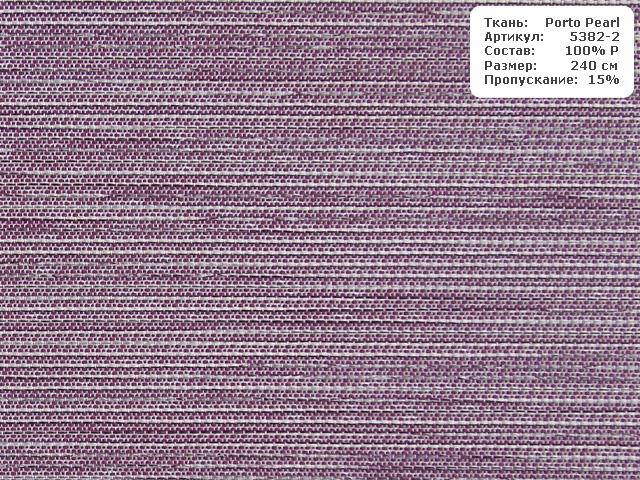 Ткань: Porto Pearl
Артикул: 5382-2
Состав: 100% P
Размер: 240 см
Пропускание: 15%